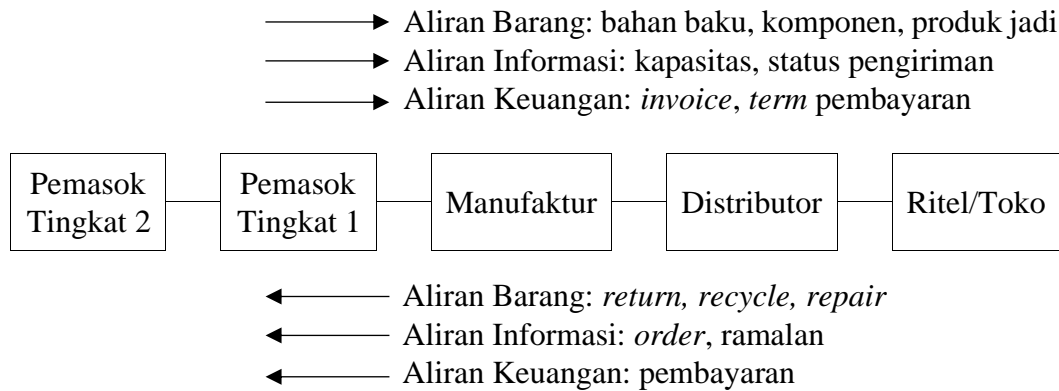 Aliran Barang: bahan baku, komponen, produk jadi
Aliran Informasi: kapasitas, status pengiriman
Aliran Keuangan: invoice, term pembayaran
Pemasok
Tingkat 2
Pemasok
Tingkat 1
Manufaktur
Distributor
Ritel/Toko
Aliran Barang: return, recycle, repair
Aliran Informasi: order, ramalan
Aliran Keuangan: pembayaran